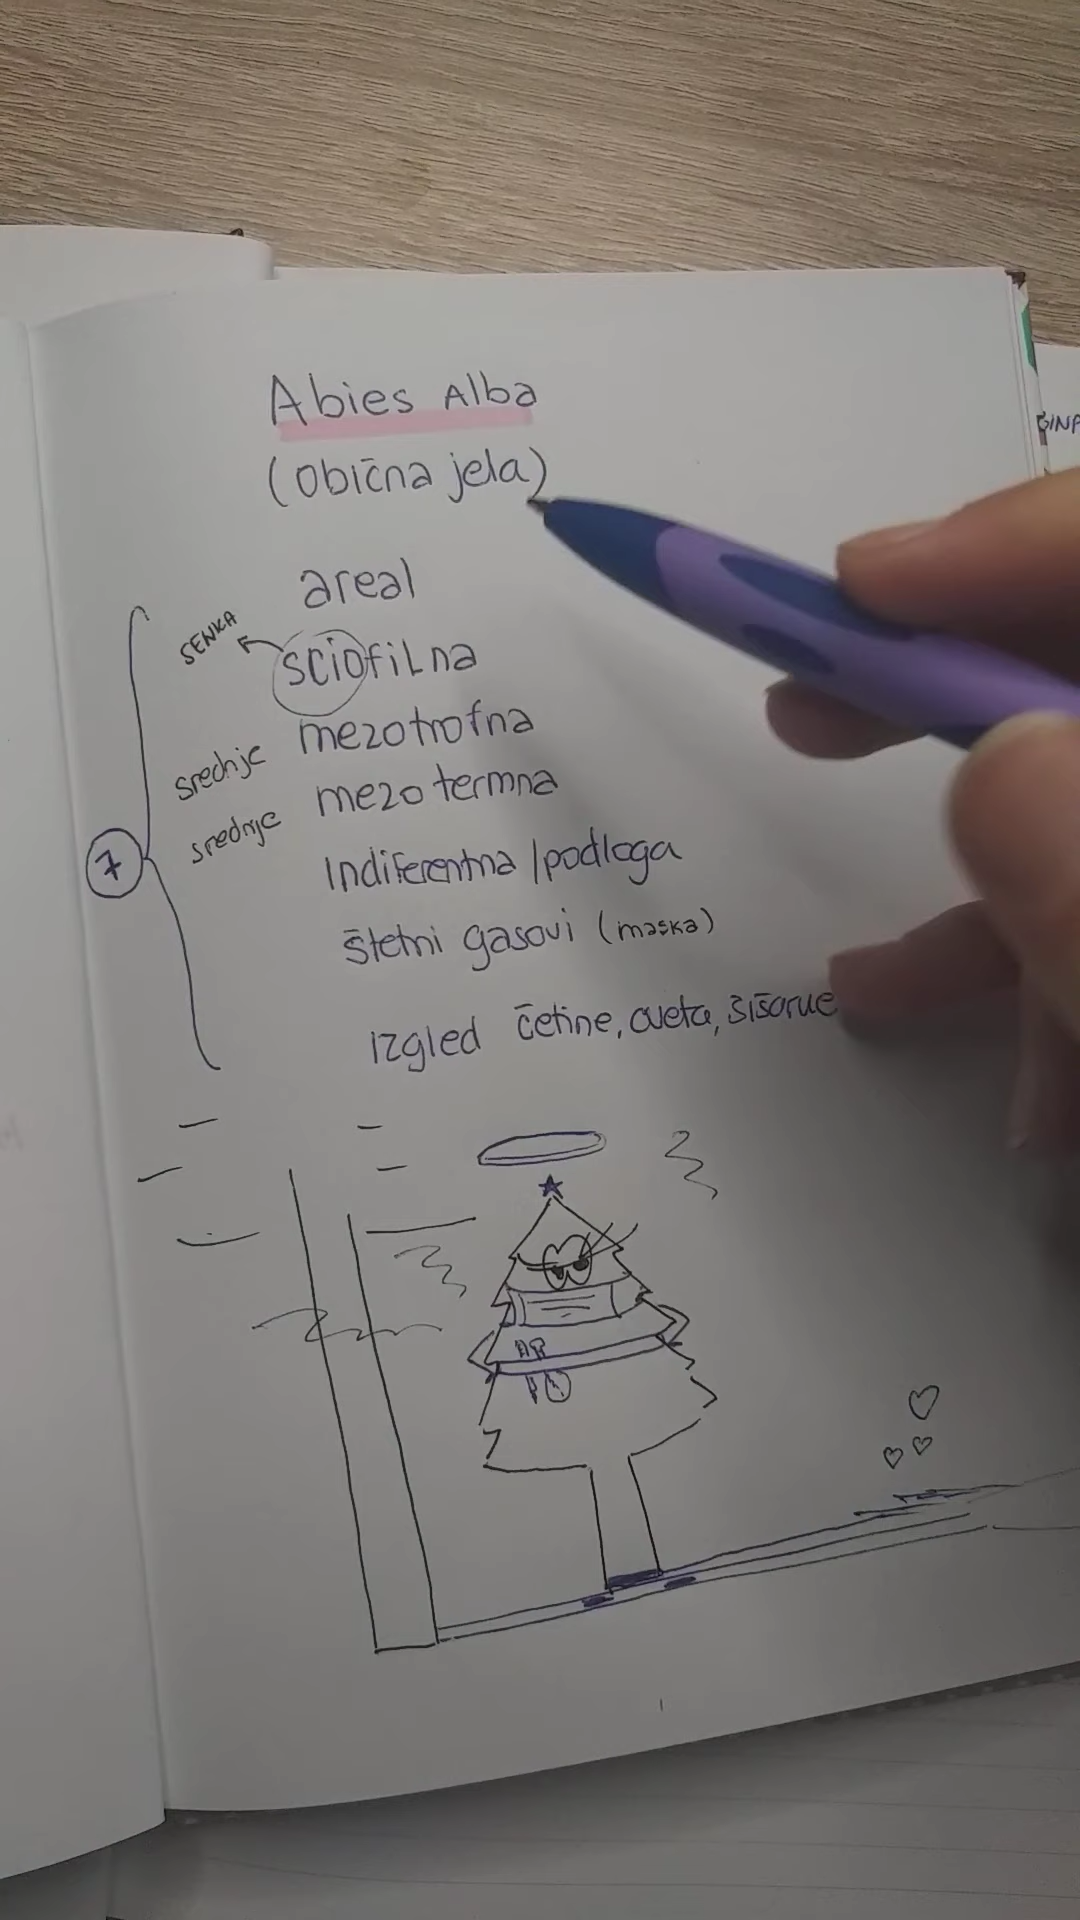 Abies Alba
(Obična jela)
areal
SENKA
sciofilna
srednje
mezotrofna
srednje
mezotermna
Indiferentna / podloga
štetni gasovi (maska)
izgled četine, cveta, šišarke
7